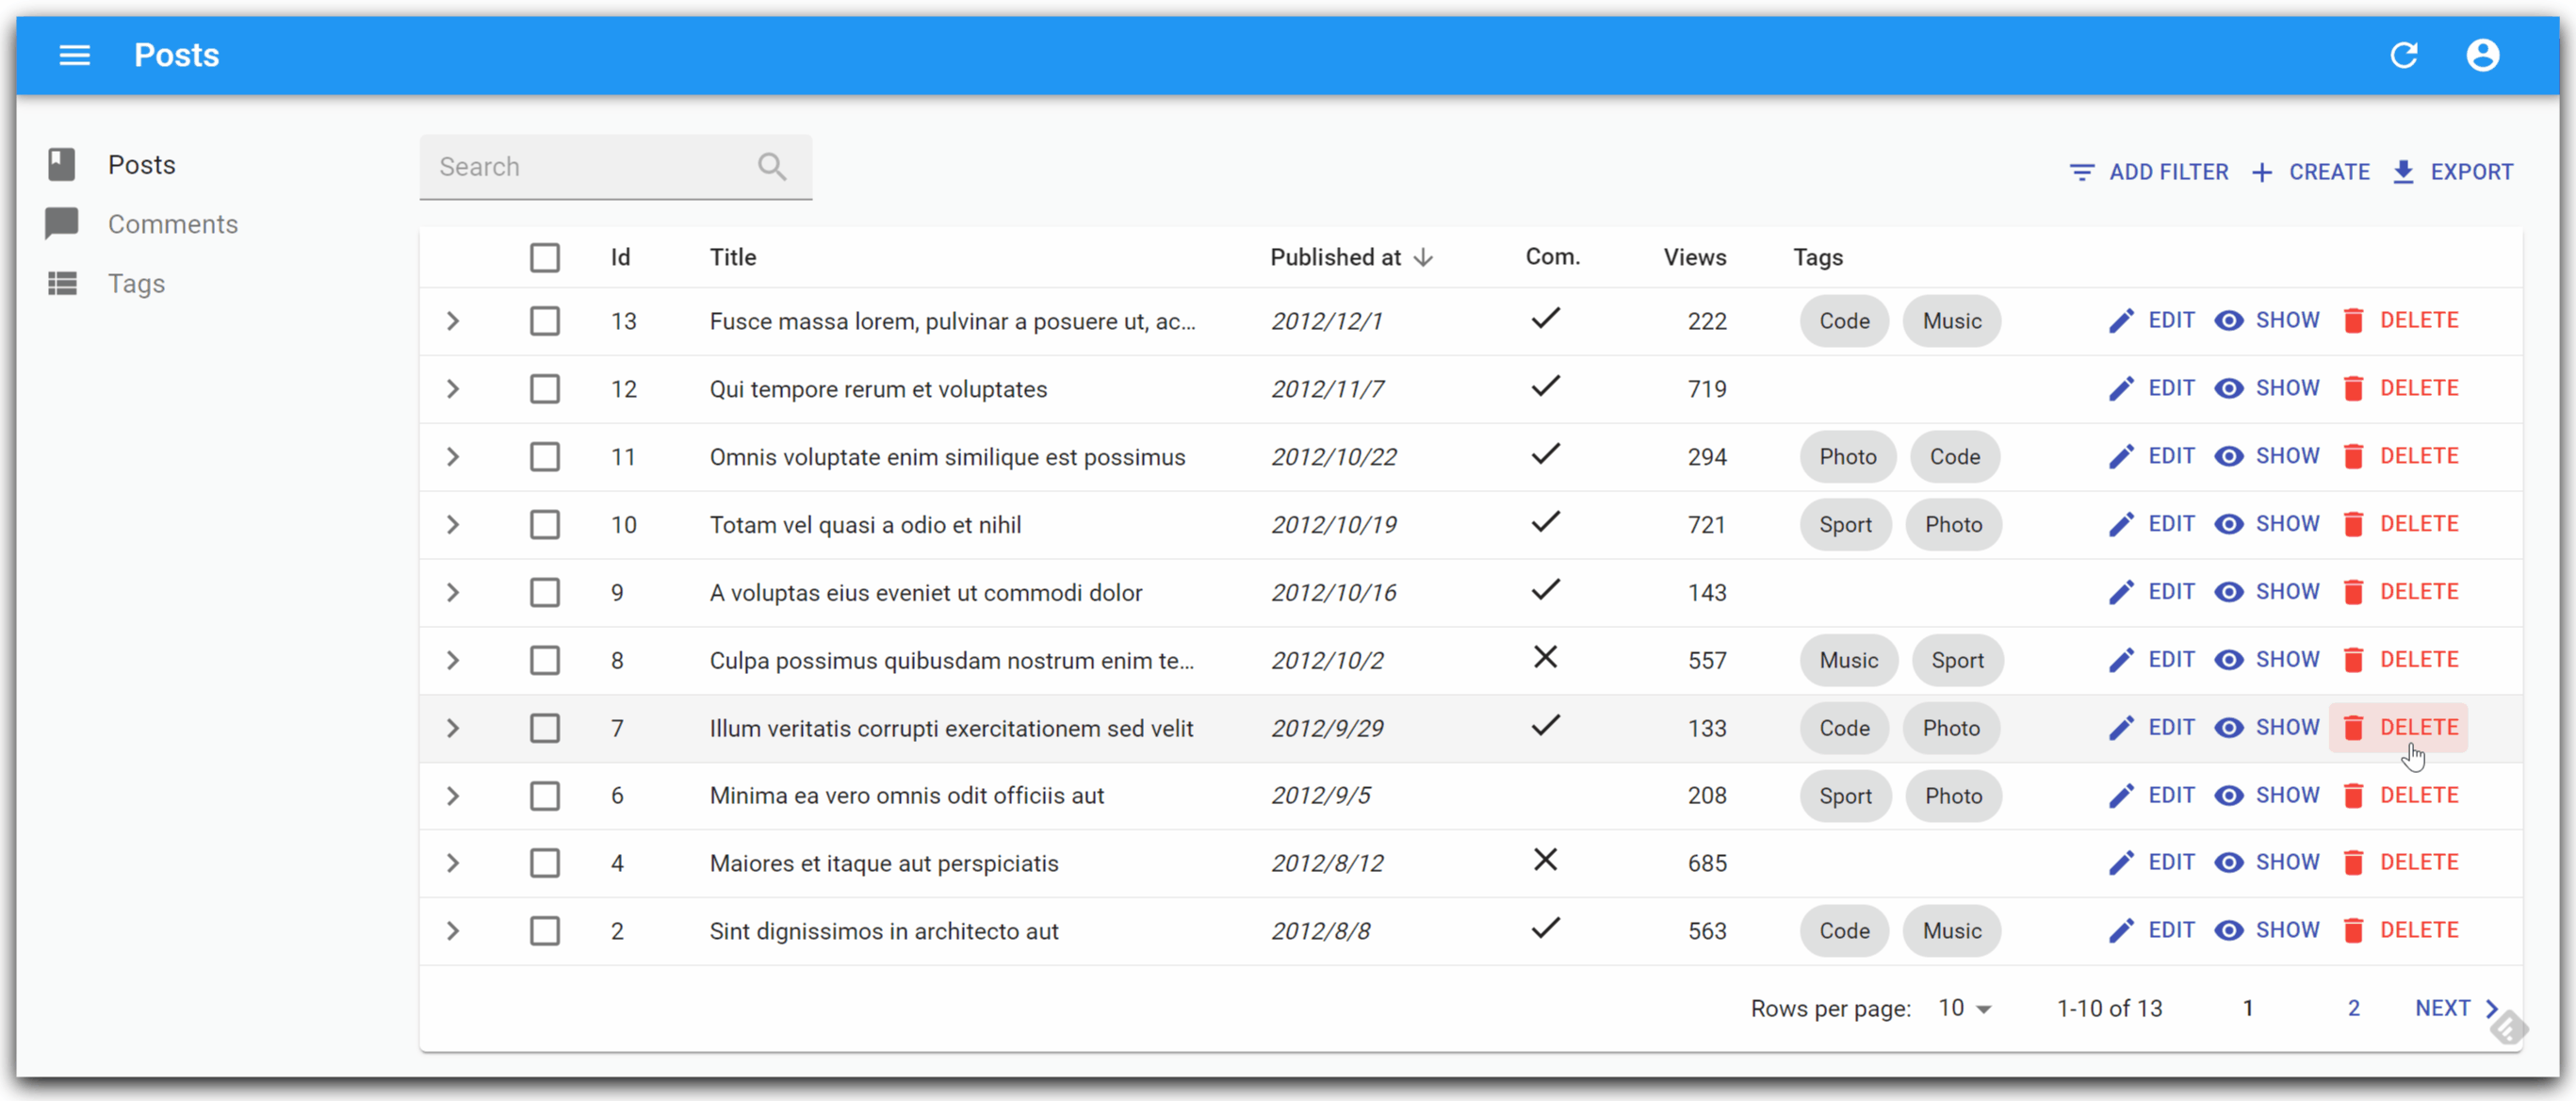 Posts
Posts
Comments
Tags
Search
ADD FILTER CREATE EXPORT
Id Title Published at Com. Views Tags
13 Fusce massa lorem, pulvinar a posuere ut, ac... 2012/12/1 222 Code Music EDIT SHOW DELETE
12 Qui tempore rerum et voluptates 2012/11/7 719 EDIT SHOW DELETE
11 Omnis voluptate enim similique est possimus 2012/10/22 294 Photo Code EDIT SHOW DELETE
10 Totam vel quasi a odio et nihil 2012/10/19 721 Sport Photo EDIT SHOW DELETE
9 A voluptas eius eveniet ut commodi dolor 2012/10/16 143 EDIT SHOW DELETE
8 Culpa possimus quibusdam nostrum enim te... 2012/10/2 557 Music Sport EDIT SHOW DELETE
7 Illum veritatis corrupti exercitationem sed velit 2012/9/29 133 Code Photo EDIT SHOW DELETE
6 Minima ea vero omnis odit officiis aut 2012/9/5 208 Sport Photo EDIT SHOW DELETE
4 Maiores et itaque aut perspiciatis 2012/8/12 685 EDIT SHOW DELETE
2 Sint dignissimos in architecto aut 2012/8/8 563 Code Music EDIT SHOW DELETE
Rows per page: 10 1-10 of 13 1 2 NEXT